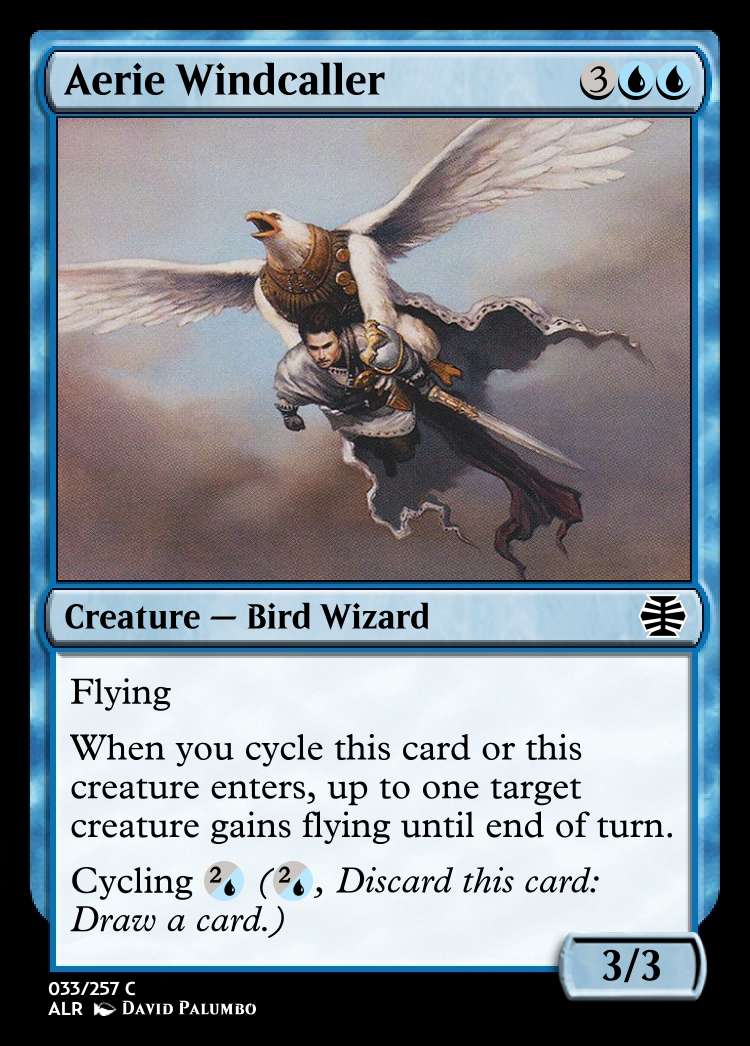 Aerie Windcaller 3
Creature — Bird Wizard
Flying
When you cycle this card or this
creature enters, up to one target
creature gains flying until end of turn.
Cycling 2 (2, Discard this card:
Draw a card.)
3/3
033/257 C
ALR David Palumbo